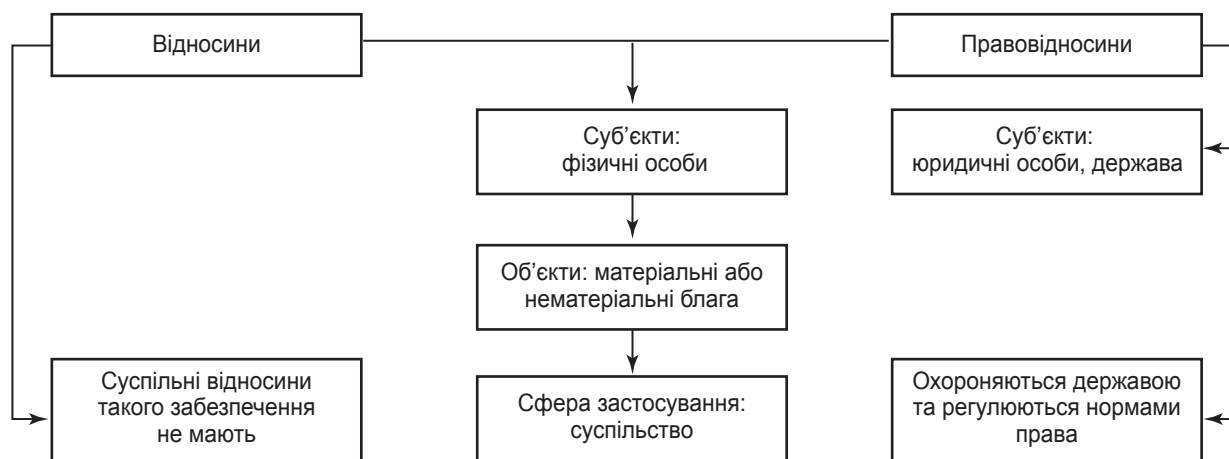 Відносини
Правовідносини
Суб’єкти:
фізичні особи
Суб’єкти:
юридичні особи, держава
Об’єкти: матеріальні або
нематеріальні блага
Суспільні відносини
такого забезпечення
не мають
Сфера застосування:
суспільство
Охороняються державою
та регулюються нормами
права